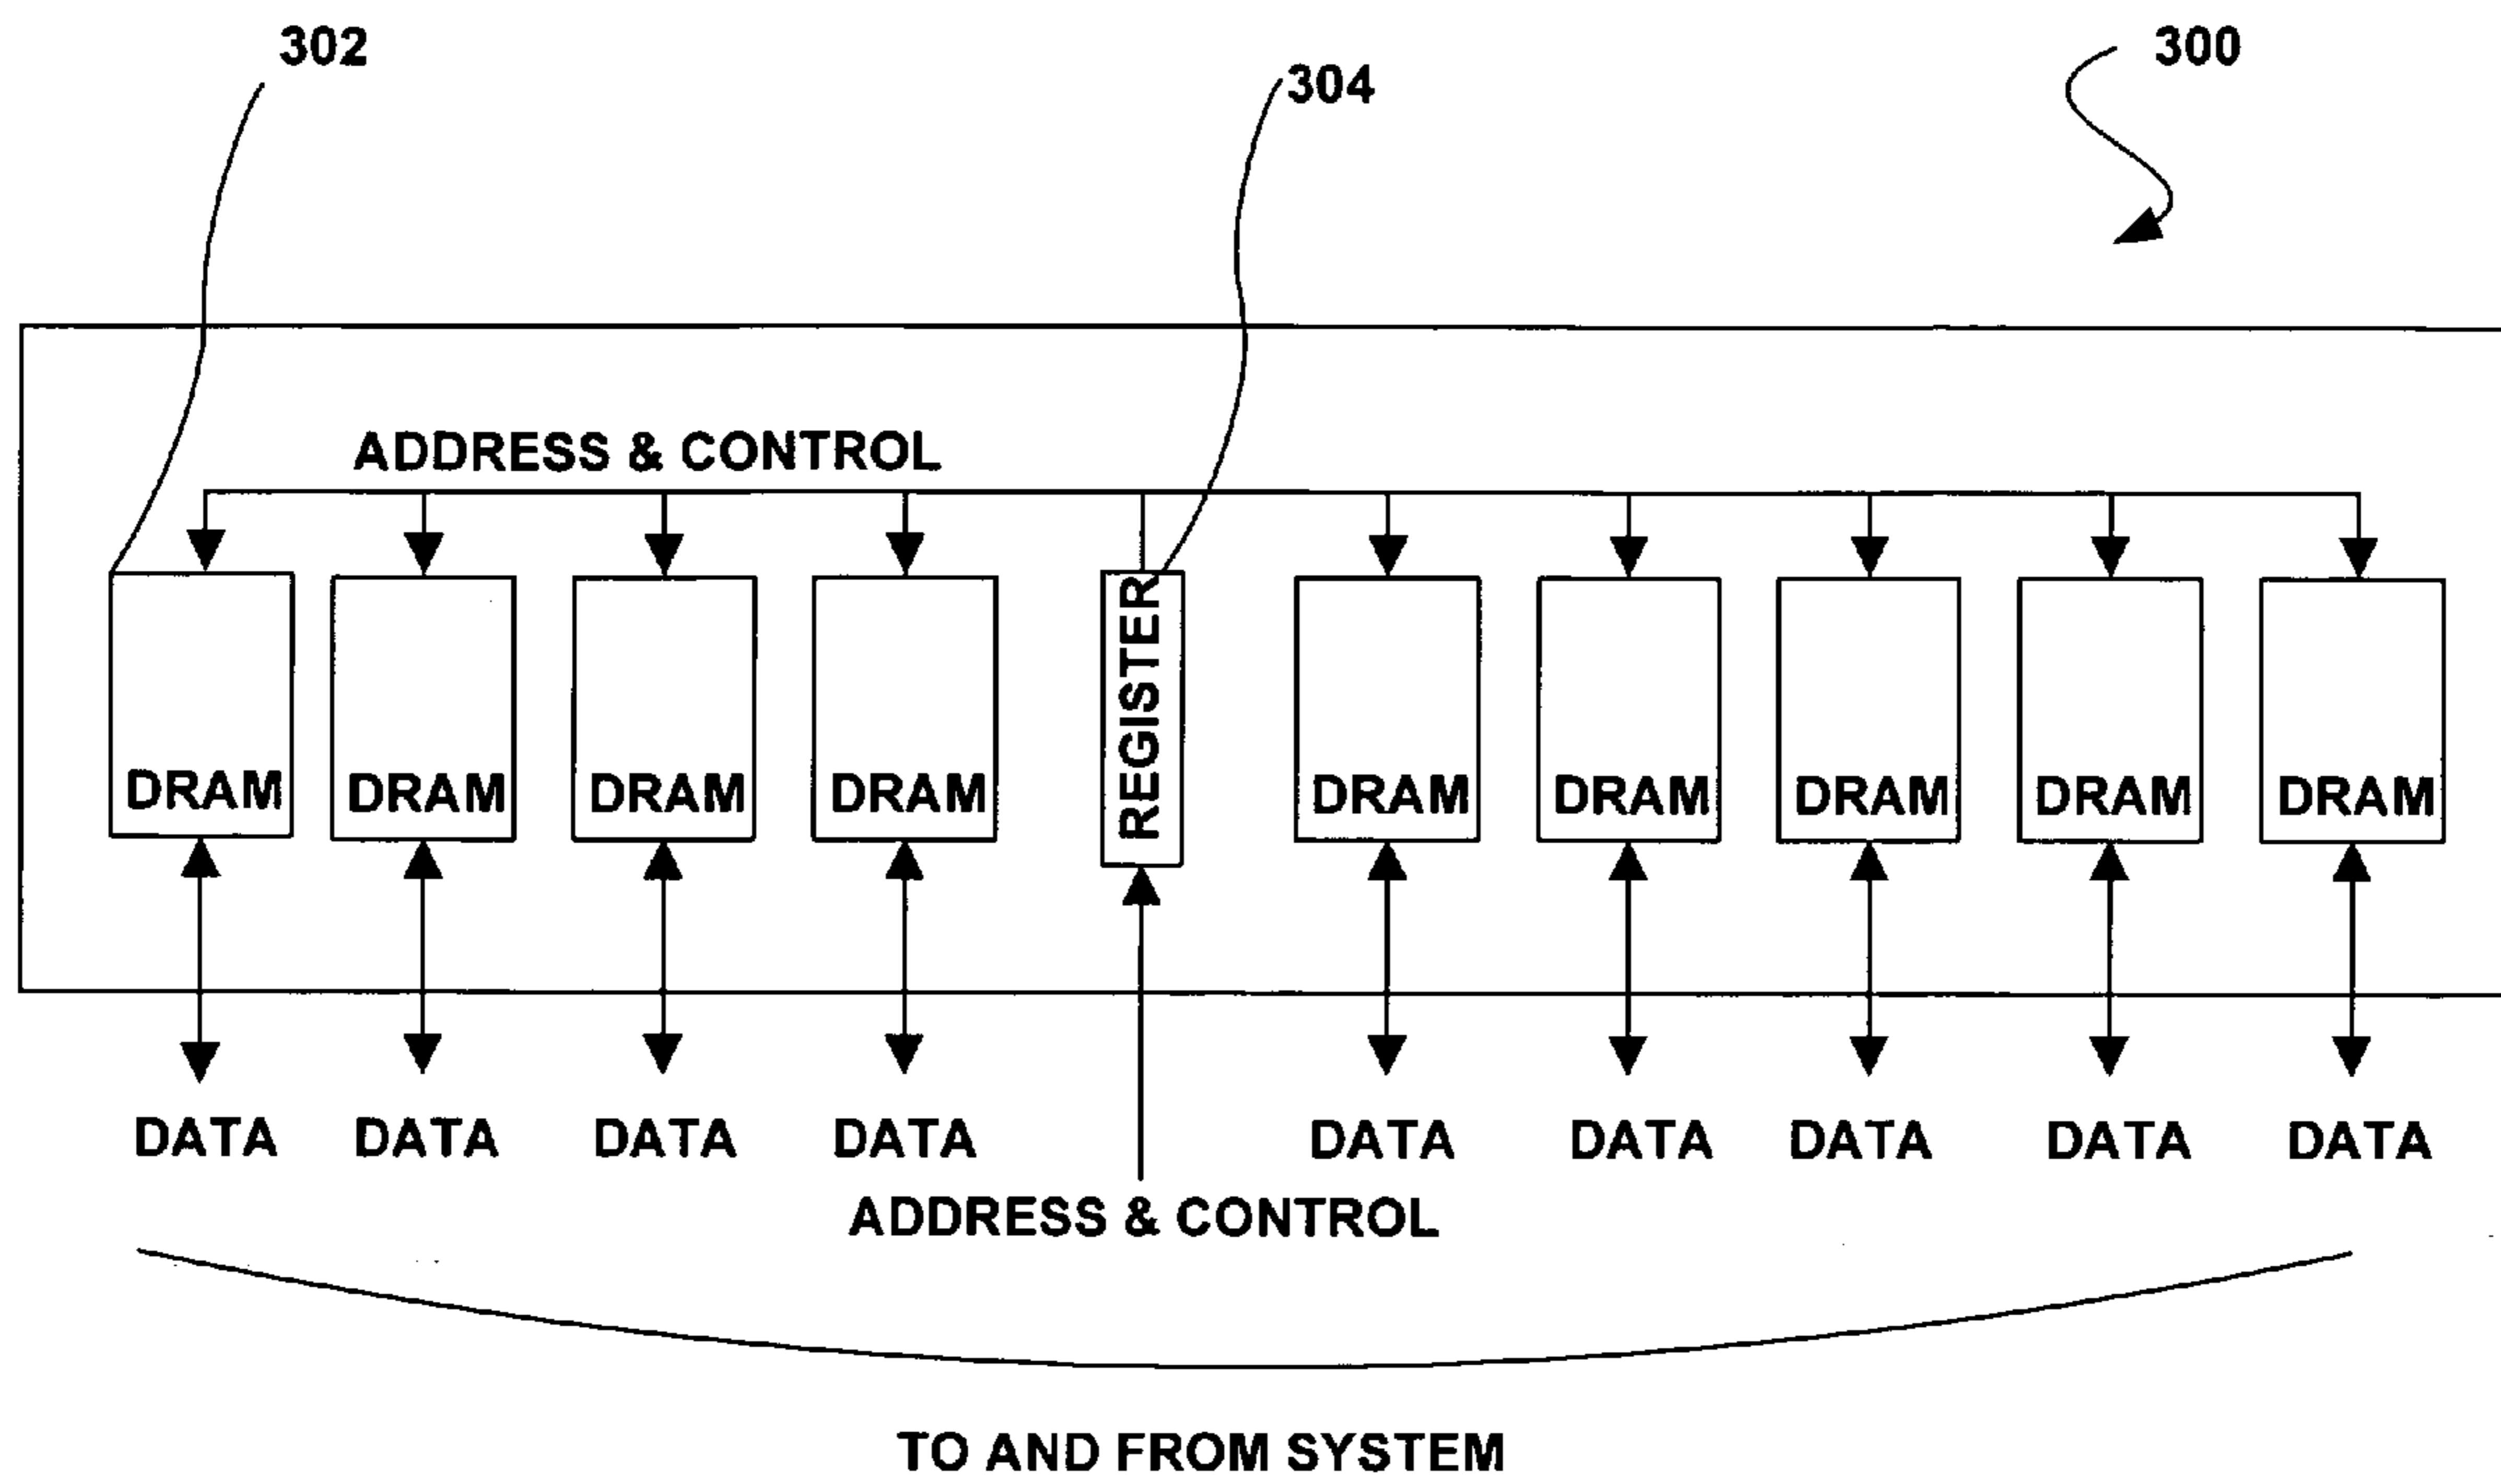 302
304
300
ADDRESS & CONTROL
REGISTER
DRAM DRAM DRAM DRAM DRAM DRAM DRAM DRAM DRAM
DATA DATA DATA DATA DATA DATA DATA DATA DATA
ADDRESS & CONTROL
TO AND FROM SYSTEM